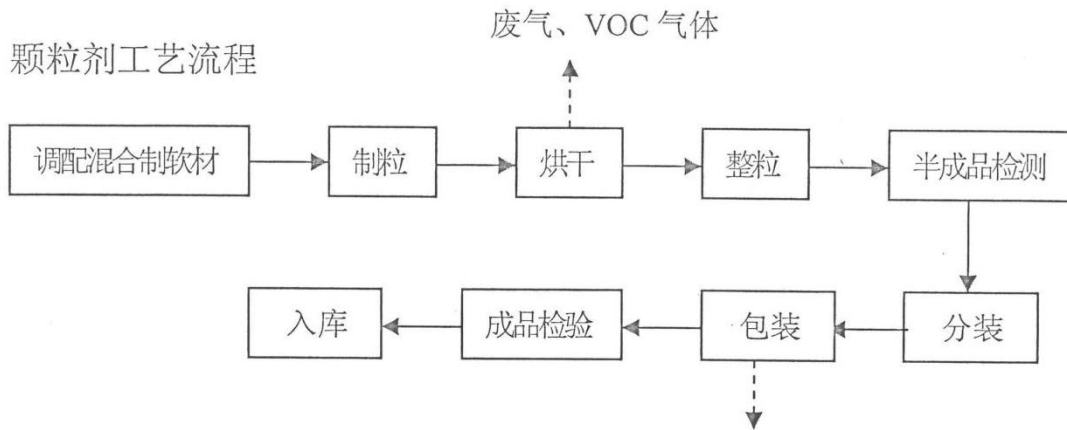 废气、VOC 气体
颗粒剂工艺流程
调配混合制软材
制粒
烘干
整粒
半成品检测
入库
成品检验
包装
分装